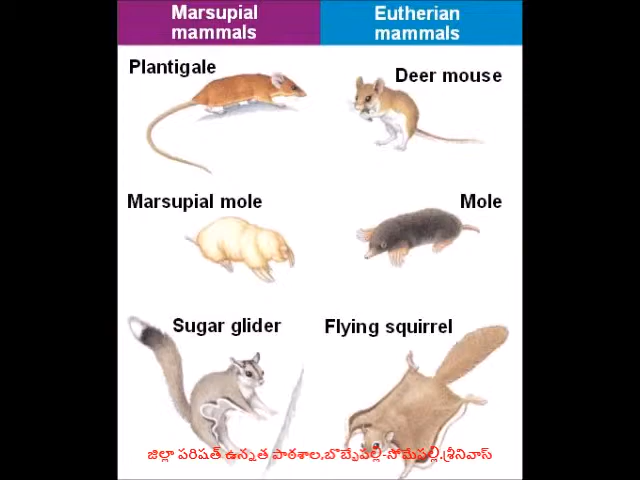 Marsupial mammals
Eutherian mammals
Plantigale
Deer mouse
Marsupial mole
Mole
Sugar glider
Flying squirrel
జిల్లా పరిషత్ ఉన్నత పాఠశాల,బొబ్బేపల్లి-సోమేపల్లి,శ్రీనివాస్